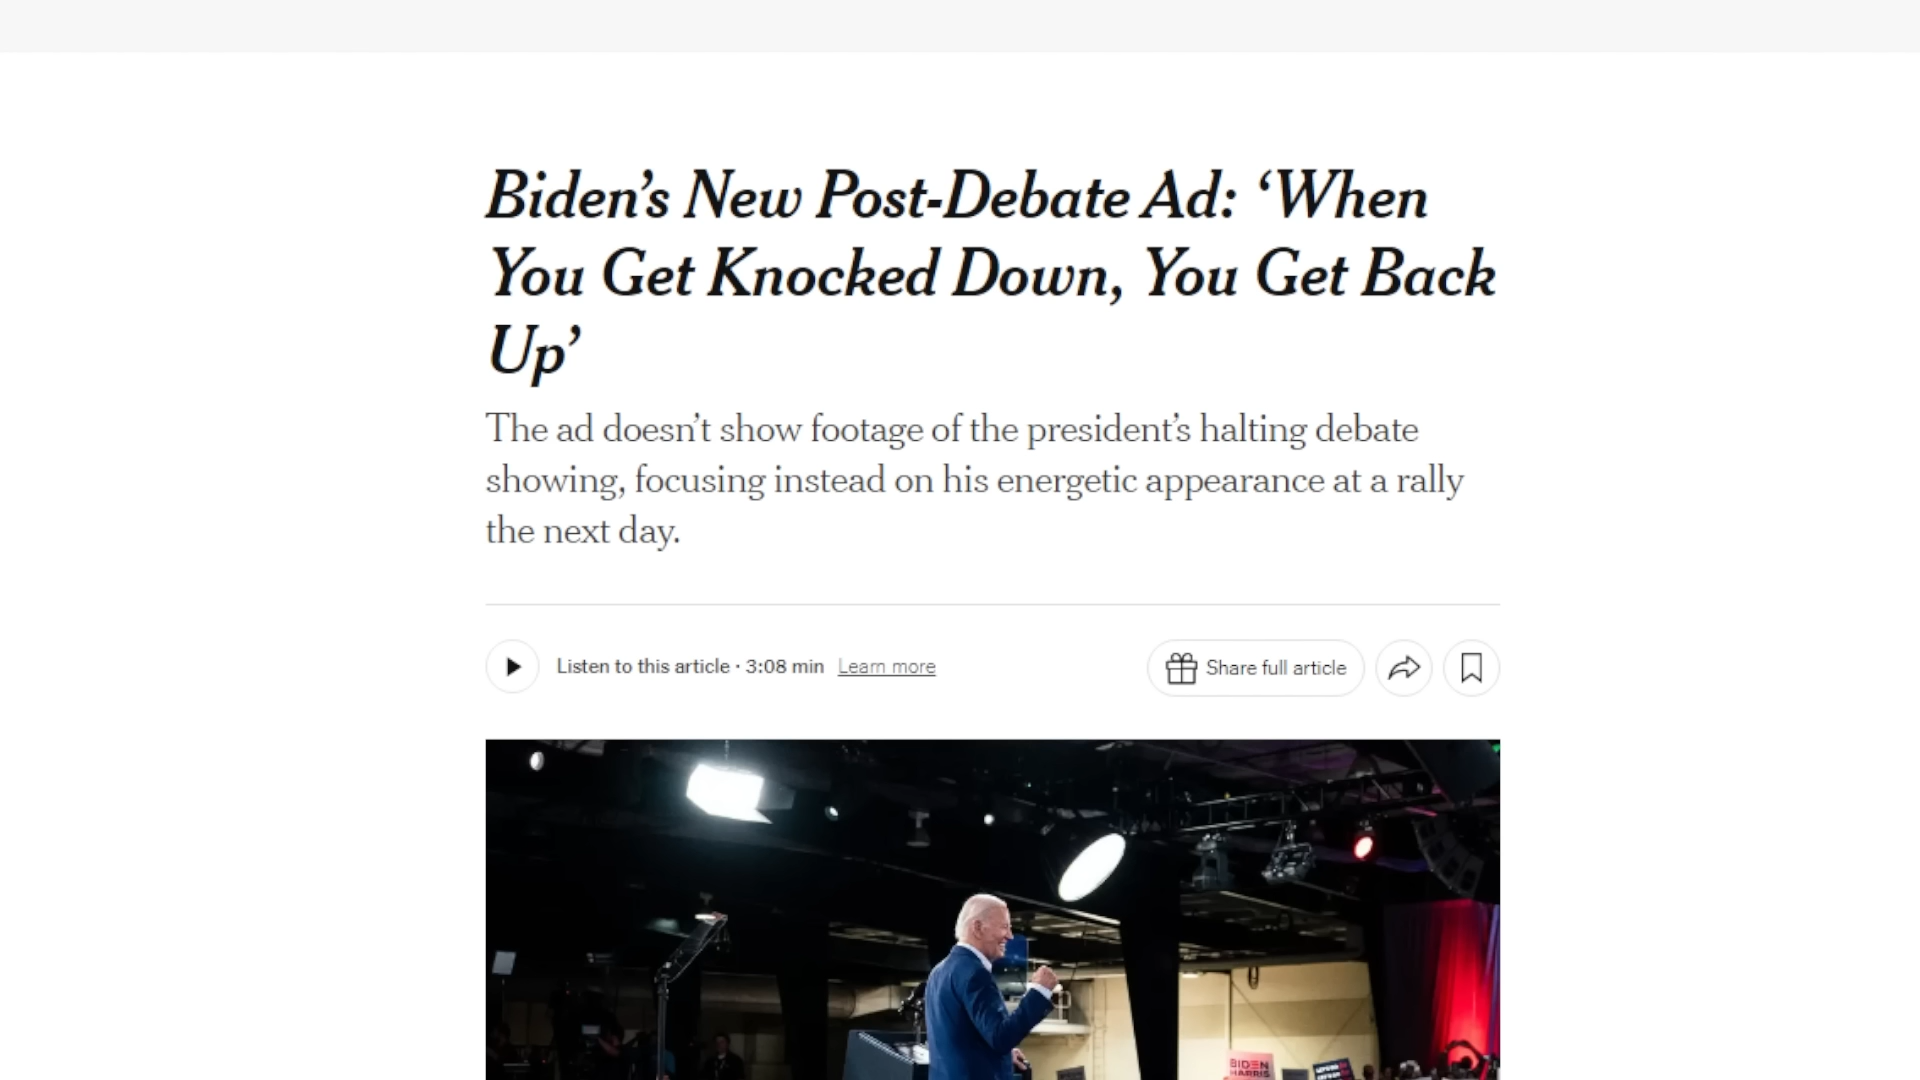 Biden’s New Post-Debate Ad: ‘When
You Get Knocked Down, You Get Back
Up’
The ad doesn’t show footage of the president’s halting debate
showing, focusing instead on his energetic appearance at a rally
the next day.
Listen to this article · 3:08 min Learn more
Share full article
BIDEN
HARRIS